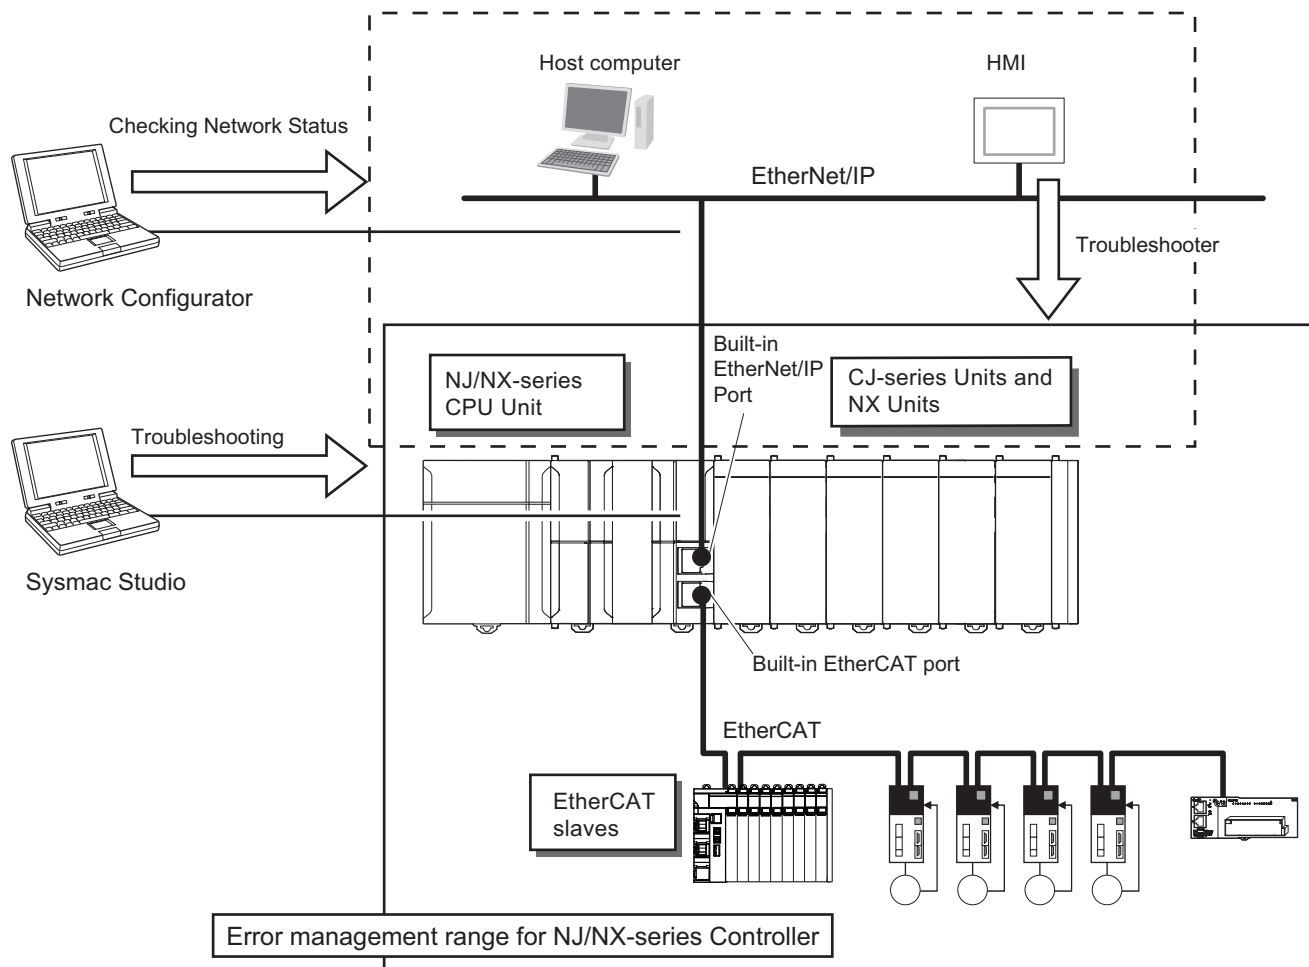 Host computer
HMI
Checking Network Status
EtherNet/IP
Troubleshooter
Network Configurator
Built-in
EtherNet/IP
Port
NJ/NX-series
CPU Unit
CJ-series Units and
NX Units
Troubleshooting
Sysmac Studio
Built-in EtherCAT port
EtherCAT
EtherCAT
slaves
Error management range for NJ/NX-series Controller